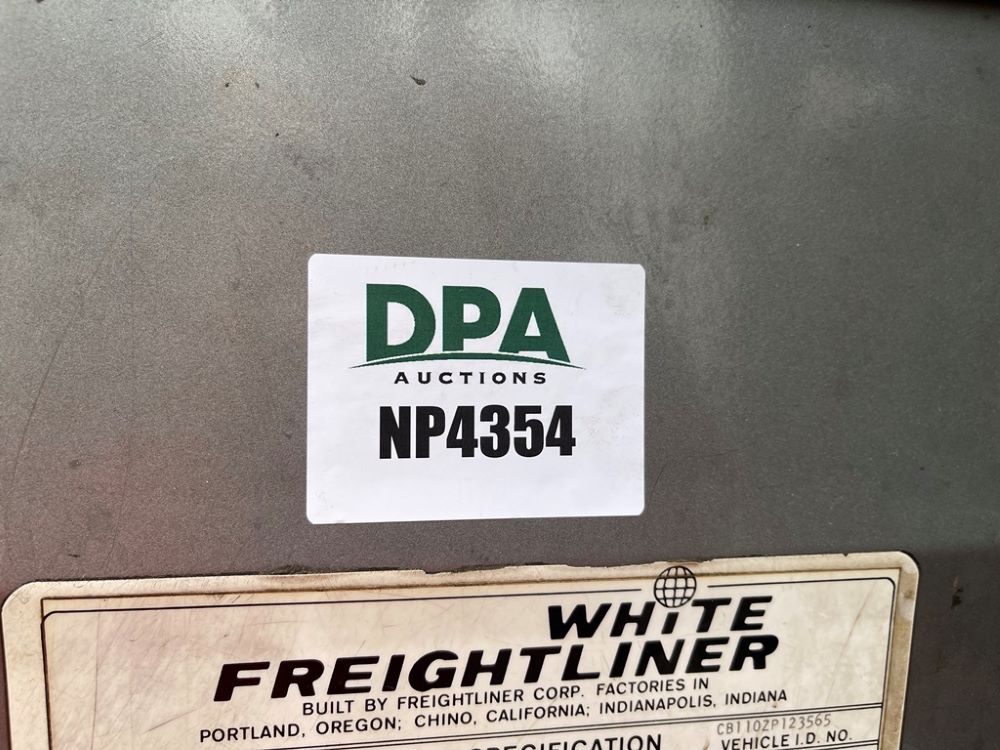 DPA
AUCTIONS
NP4354
WHITE
FREIGHTLINER
BUILT BY FREIGHTLINER CORP. FACTORIES IN
PORTLAND, OREGON; CHINO, CALIFORNIA; INDIANAPOLIS, INDIANA
CB1102P123565
SPECIFICATION VEHICLE I.D. NO.